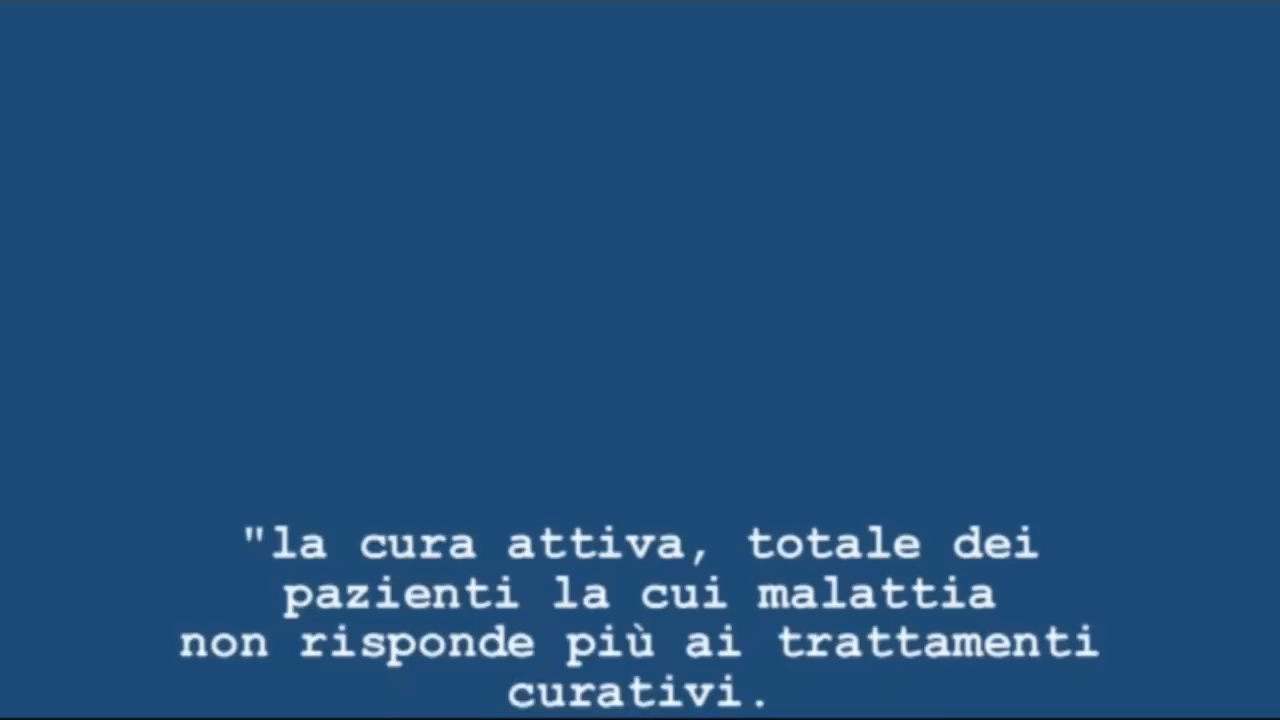 "la cura attiva, totale dei
pazienti la cui malattia
non risponde più ai trattamenti
curativi.